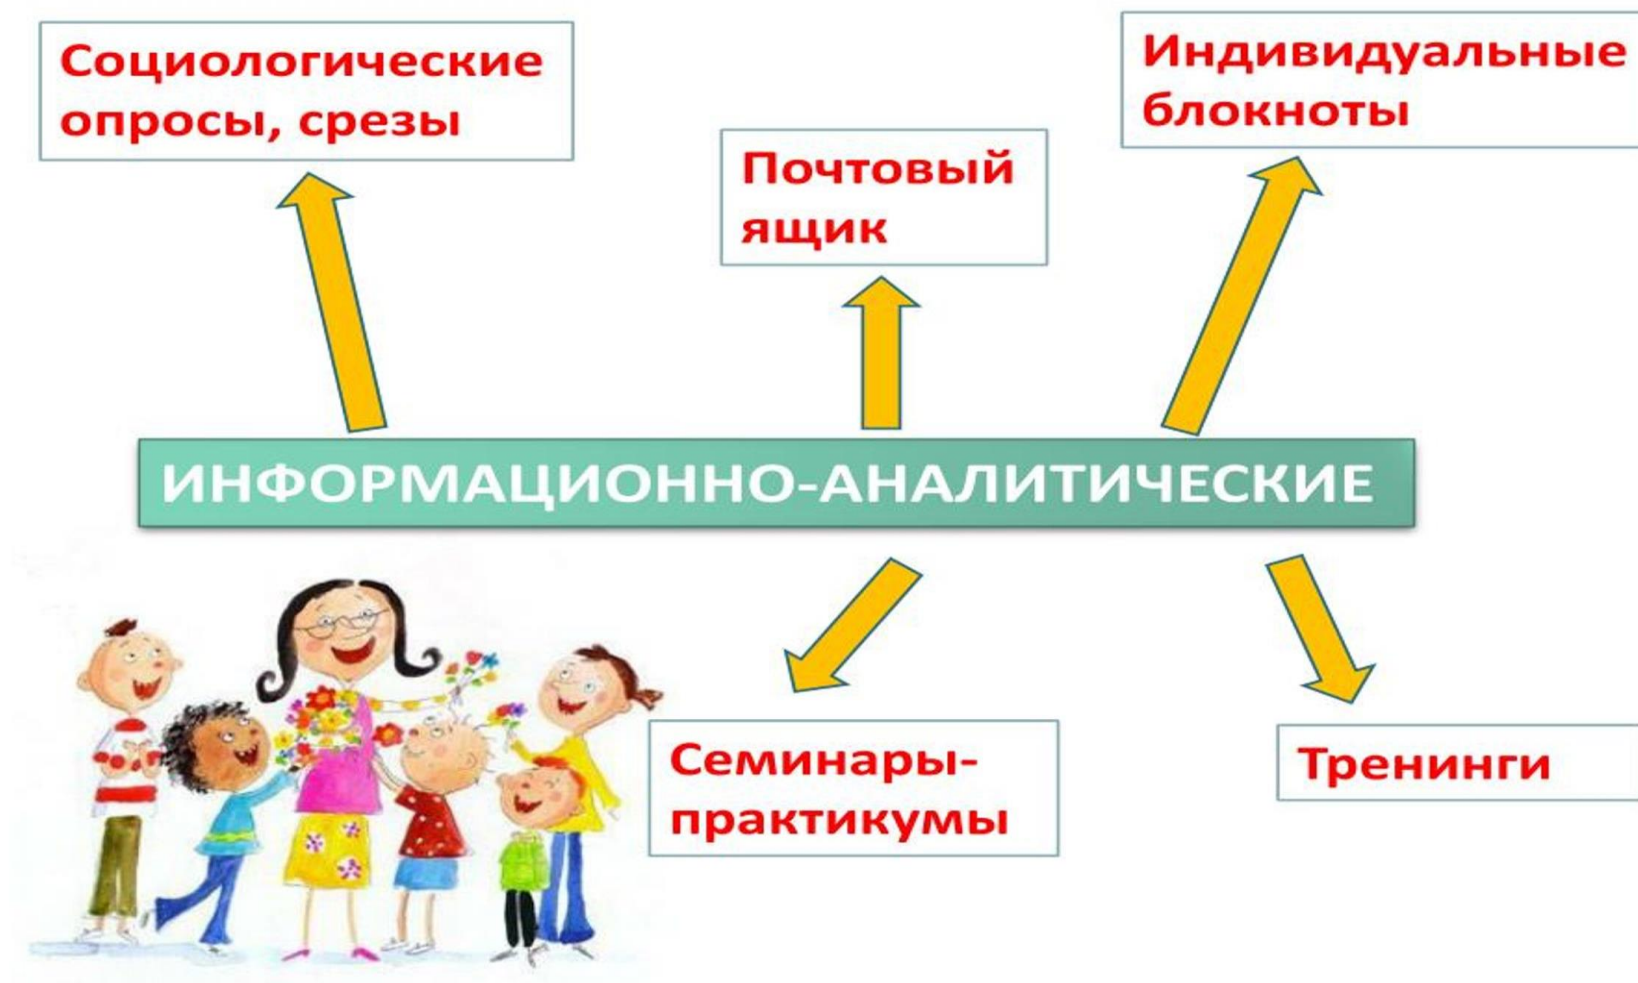 Социологические
опросы, срезы
Почтовый
ящик
Индивидуальные
блокноты
ИНФОРМАЦИОННО-АНАЛИТИЧЕСКИЕ
Семинары-
практикумы
Тренинги